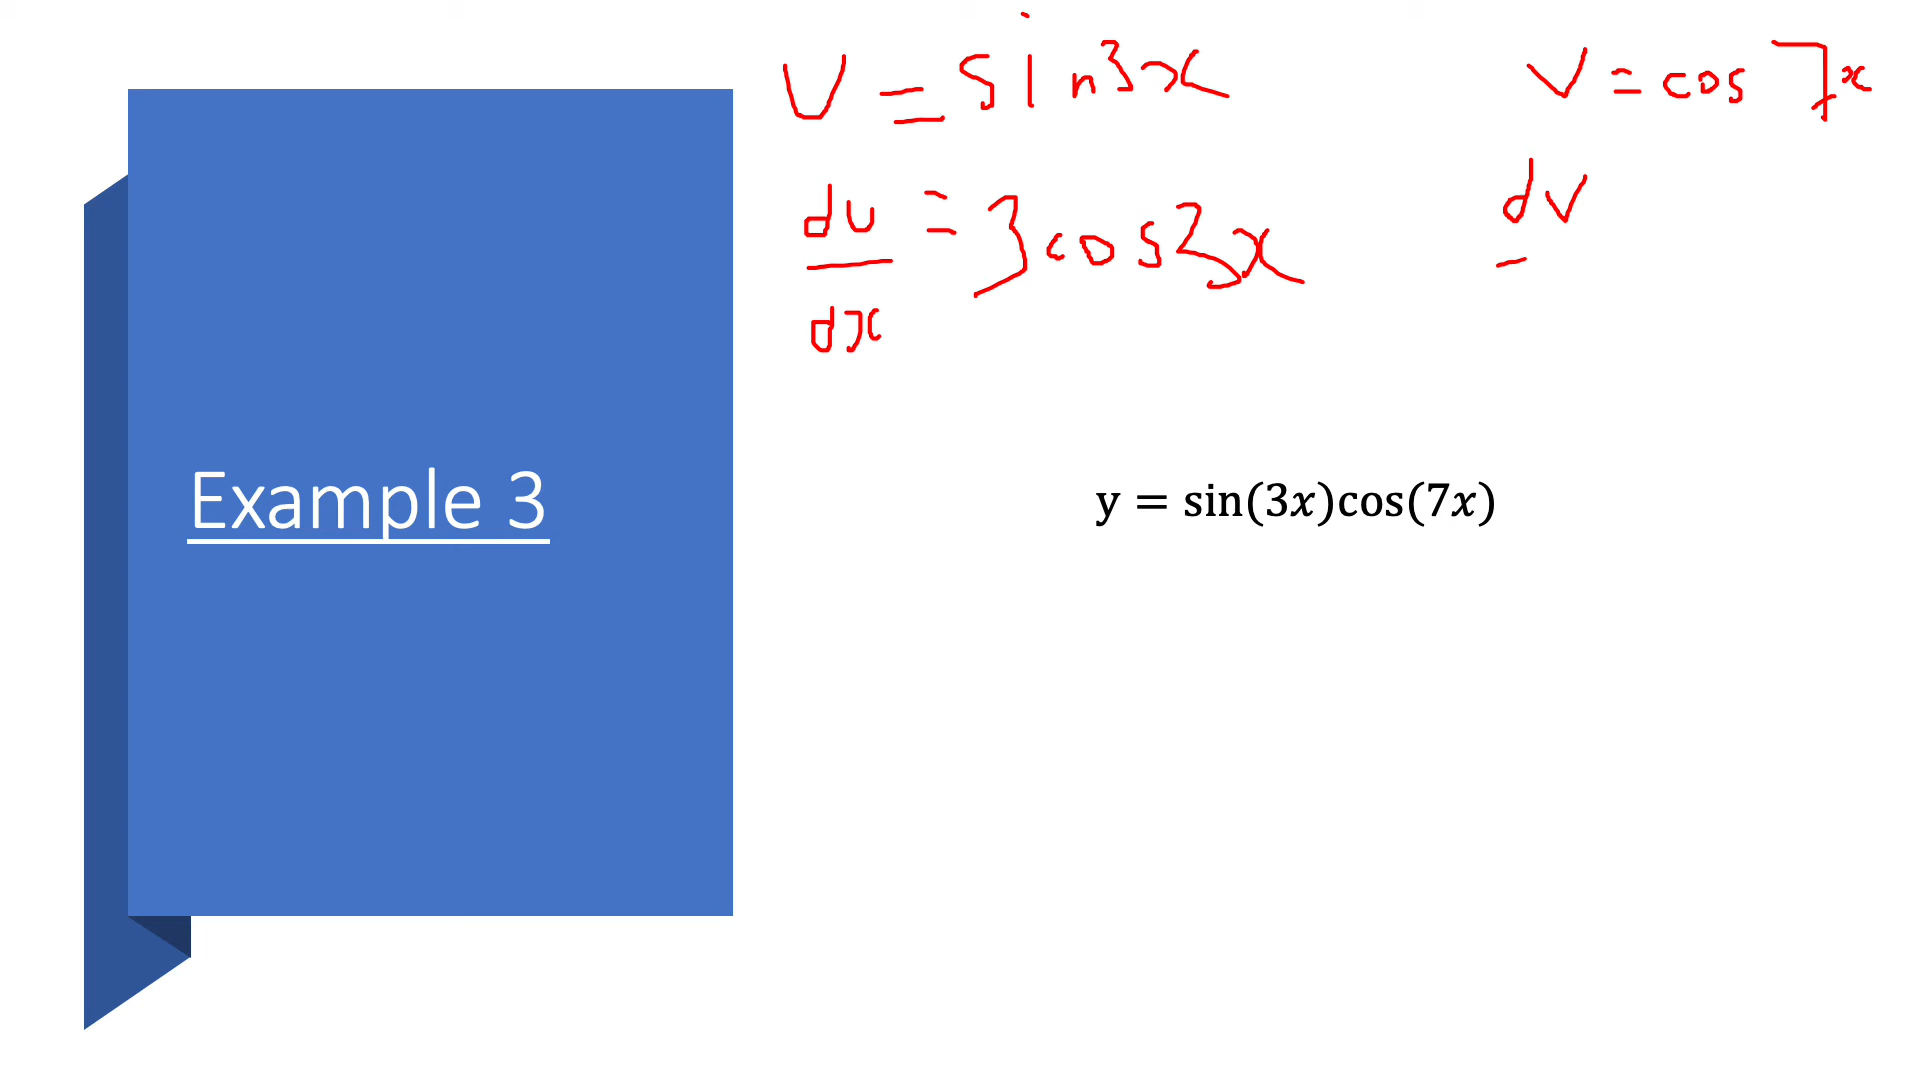 U = sin3x
du/dx = 3cos3x
V = cos 7x
dv
Example 3
y = sin(3x)cos(7x)